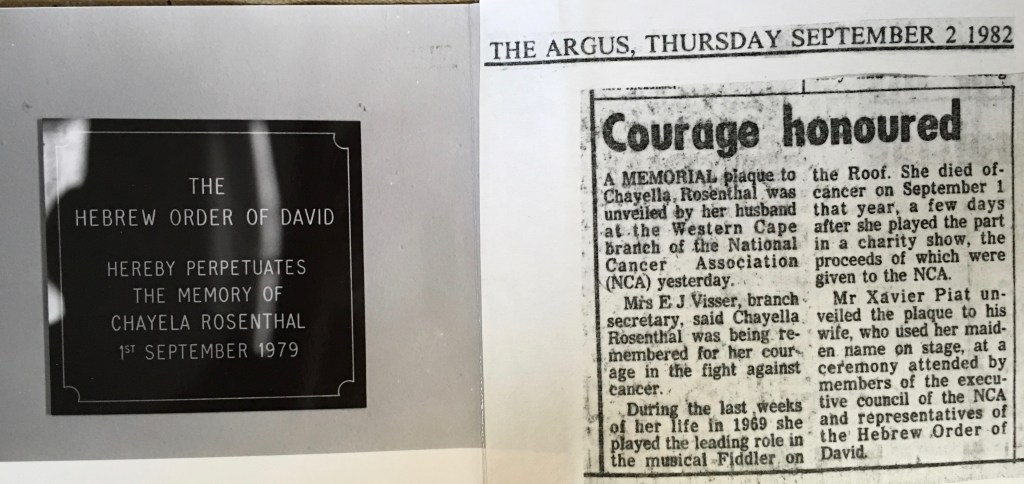 THE
HEBREW ORDER OF DAVID
HEREBY PERPETUATES
THE MEMORY OF
CHAYELA ROSENTHAL
1ST SEPTEMBER 1979
THE ARGUS, THURSDAY SEPTEMBER 2 1982
Courage honoured
A MEMORIAL plaque to
Chayella Rosenthal was
unveiled by her husband
at the Western Cape
branch of the National
Cancer Association
(NCA) yesterday.
Mrs E J Visser, branch
secretary, said Chayella
Rosenthal was being re-
membered for her cour-
age in the fight against
cancer.
During the last weeks
of her life in 1969 she
played the leading role in
the musical Fiddler on
the Roof. She died of
cancer on September 1
that year, a few days
after she played the part
in a charity show, the
proceeds of which were
given to the NCA.
Mr Xavier Piat un-
veiled the plaque to his
wife, who used her maid-
en name on stage, at a
ceremony attended by
members of the execu-
tive council of the NCA
and representatives of
the Hebrew Order of
David.